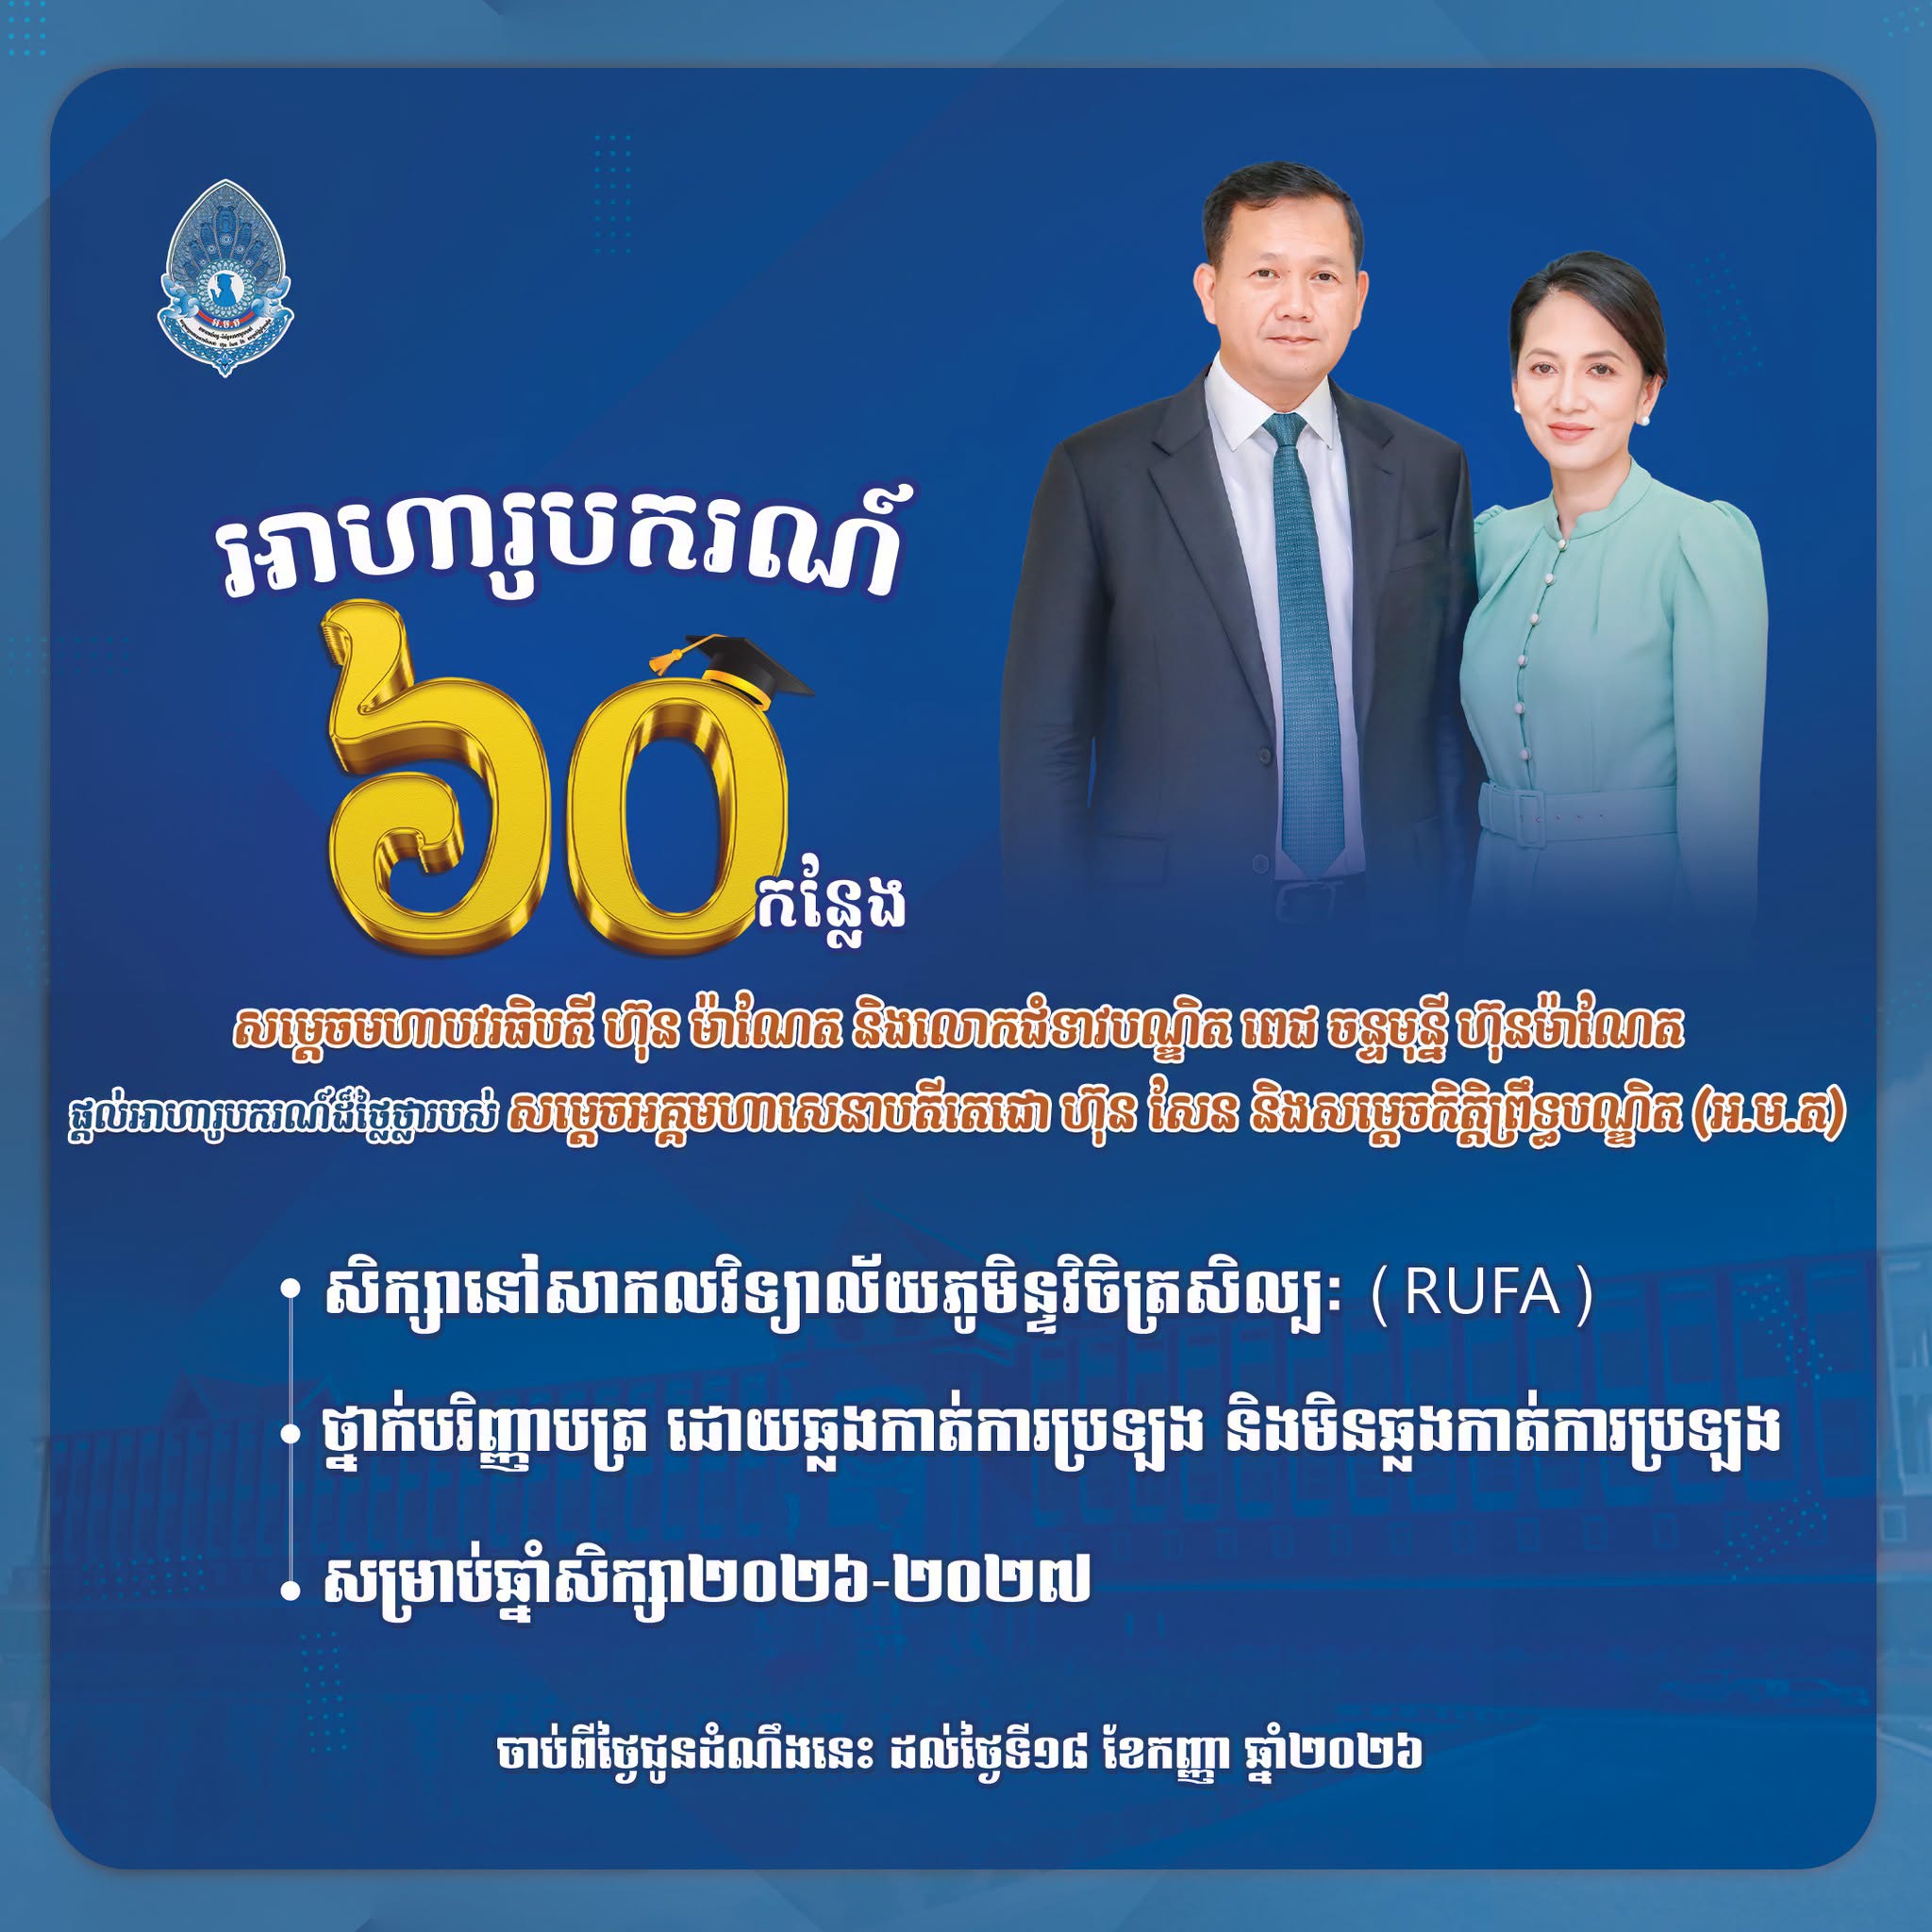 អ.ម.ត
អាហារូបករណ៍
៦០
កន្លែង
សម្តេចមហាបវរធិបតី ហ៊ុន ម៉ាណែត និងលោកជំទាវបណ្ឌិត ពេជ ចន្ទមុន្នី ហ៊ុនម៉ាណែត
ផ្តល់អាហារូបករណ៍ដ៏ថ្លៃថ្លារបស់ សម្តេចអគ្គមហាសេនាបតីតេជោ ហ៊ុន សែន និងសម្តេចកិត្តិព្រឹទ្ធបណ្ឌិត (អ.ម.ត)
សិក្សានៅសាកលវិទ្យាល័យភូមិន្ទវិចិត្រសិល្បៈ ( RUFA )
ថ្នាក់បរិញ្ញាបត្រ ដោយឆ្លងកាត់ការប្រឡង និងមិនឆ្លងកាត់ការប្រឡង
សម្រាប់ឆ្នាំសិក្សា២០២៦-២០២៧
ចាប់ពីថ្ងៃជូនដំណឹងនេះ ដល់ថ្ងៃទី១៨ ខែកញ្ញា ឆ្នាំ២០២៦